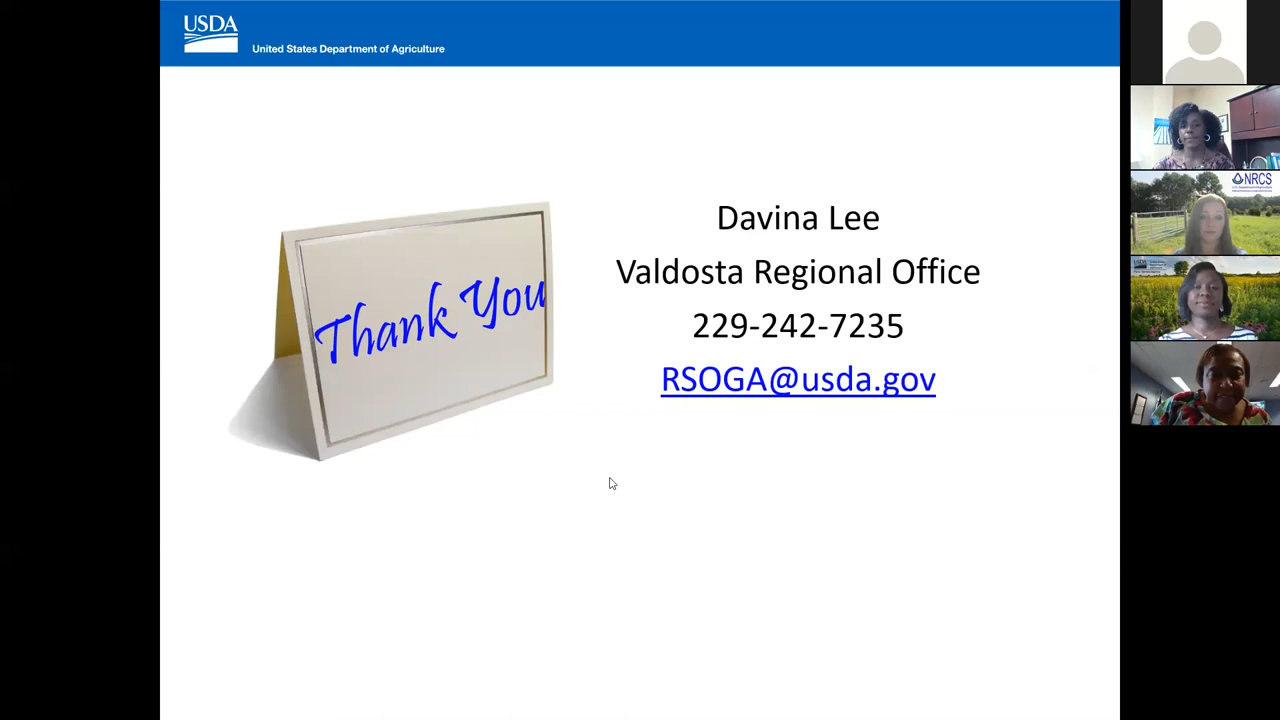 USDA
United States Department of Agriculture
Thank You
Davina Lee
Valdosta Regional Office
229-242-7235
RSOGA@usda.gov
NRCS
USDA